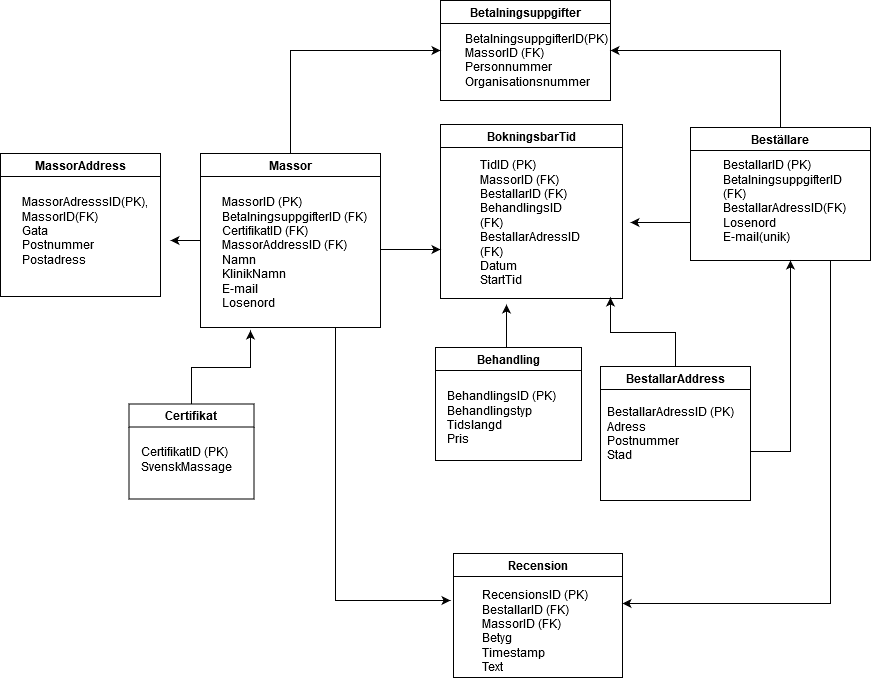 Betalningsuppgifter
BetalningsuppgifterID(PK)
MassorID (FK)
Personnummer
Organisationsnummer
MassorAddress
MassorAdresssID(PK),
MassorID(FK)
Gata
Postnummer
Postadress
Massor
MassorID (PK)
BetalningsuppgifterID (FK)
CertifikatID (FK)
MassorAddressID (FK)
Namn
KlinikNamn
E-mail
Losenord
BokningsbarTid
TidID (PK)
MassorID (FK)
BestallarID (FK)
BehandlingsID
(FK)
BestallarAdressID
(FK)
Datum
StartTid
Beställare
BestallarID (PK)
BetalningsuppgifterID
(FK)
BestallarAdressID(FK)
Losenord
E-mail(unik)
Certifikat
CertifikatID (PK)
SvenskMassage
Behandling
BehandlingsID (PK)
Behandlingstyp
Tidslangd
Pris
BestallarAddress
BestallarAdressID (PK)
Adress
Postnummer
Stad
Recension
RecensionsID (PK)
BestallarID (FK)
MassorID (FK)
Betyg
Timestamp
Text